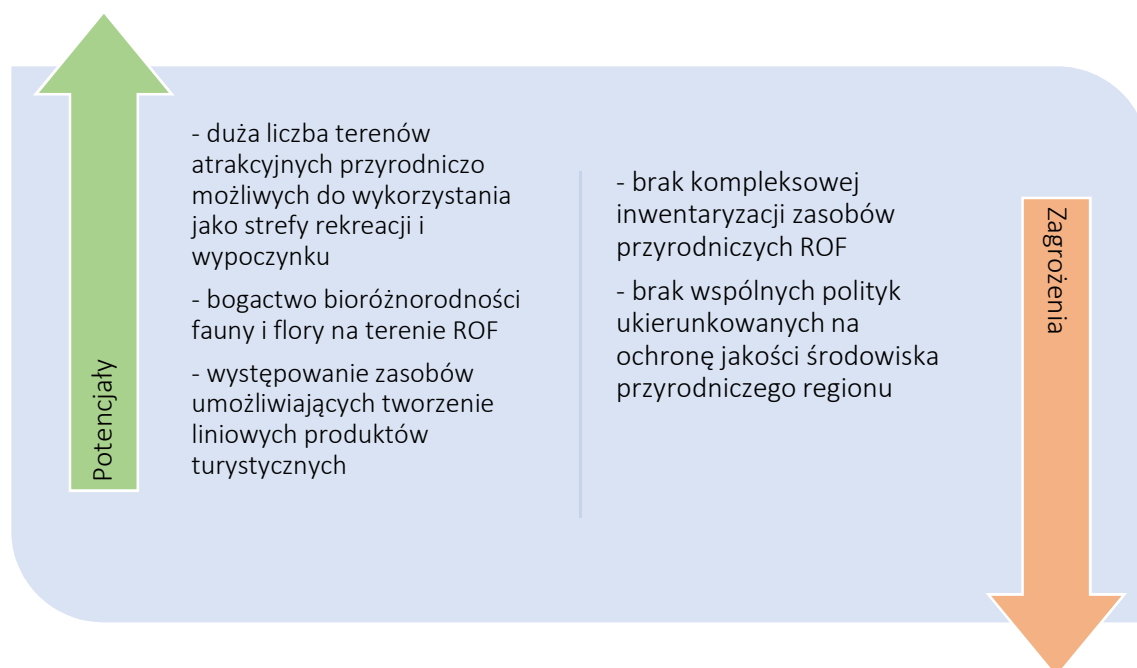 Potencjały
- duża liczba terenów
atrakcyjnych przyrodniczo
możliwych do wykorzystania
jako strefy rekreacji i
wypoczynku
- bogactwo bioróżnorodności
fauny i flory na terenie ROF
- występowanie zasobów
umożliwiających tworzenie
liniowych produktów
turystycznych
- brak kompleksowej
inwentaryzacji zasobów
przyrodniczych ROF
- brak wspólnych polityk
ukierunkowanych na
ochronę jakości środowiska
przyrodniczego regionu
Zagrożenia